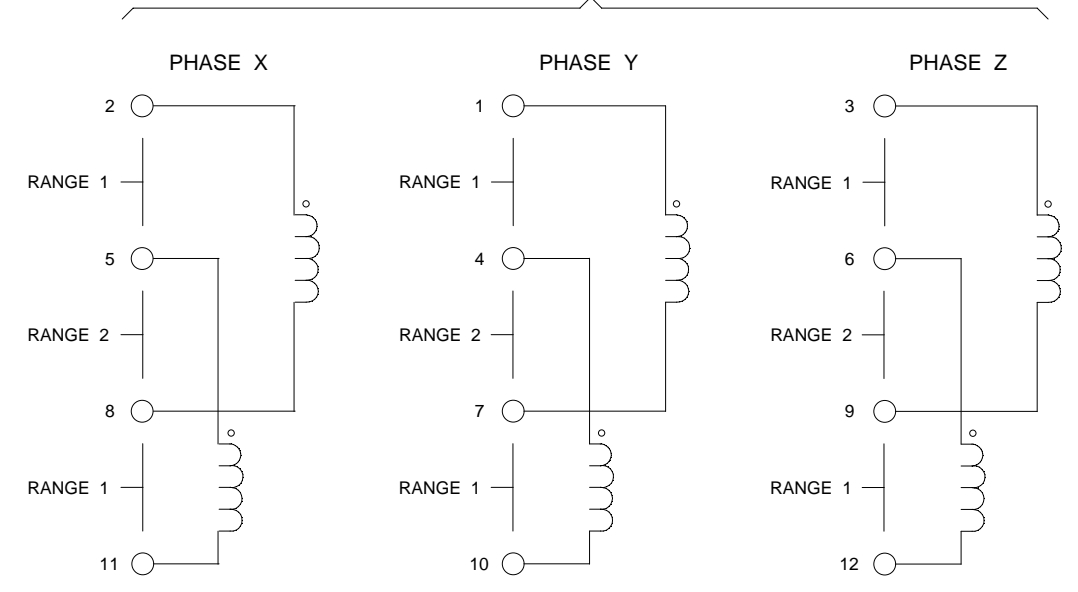 PHASE X PHASE Y PHASE Z
2 1 3
RANGE 1 RANGE 1 RANGE 1
5 4 6
RANGE 2 RANGE 2 RANGE 2
8 7 9
RANGE 1 RANGE 1 RANGE 1
11 10 12